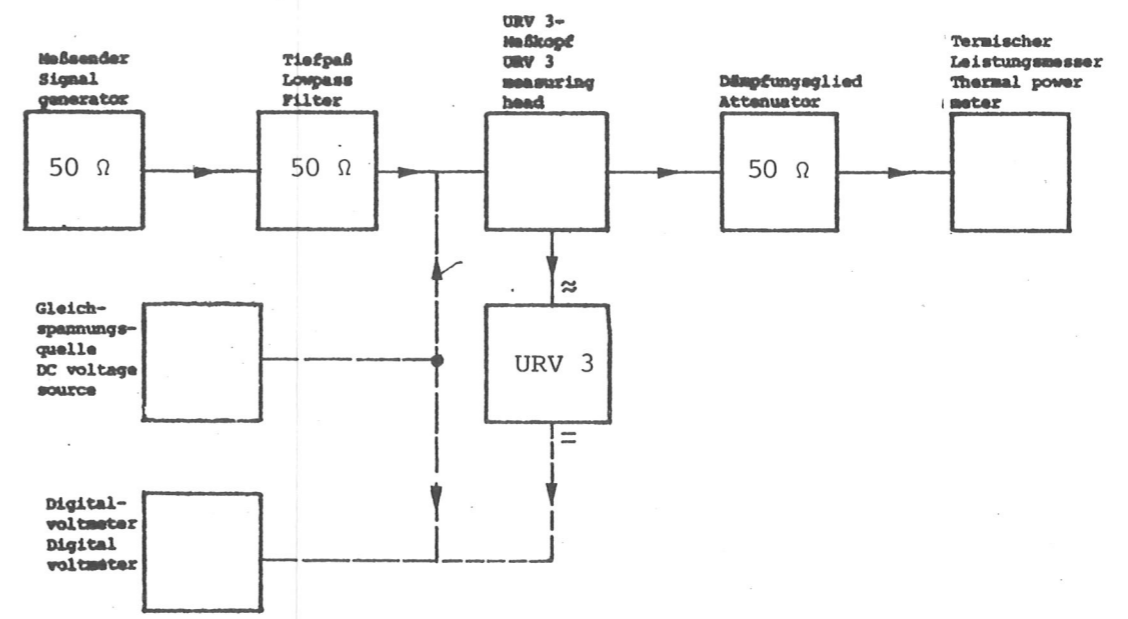 Meßsender
Signal
generator
50 Ω
Tiefpaß
Lowpass
Filter
50 Ω
URV 3-
Meßkopf
URV 3
measuring
head
Dämpfungsglied
Attenuator
50 Ω
Termischer
Leistungsmesser
Thermal power
meter
≈
Gleich-
spannungs-
quelle
DC voltage
source
URV 3
=
Digital-
voltmeter
Digital
voltmeter